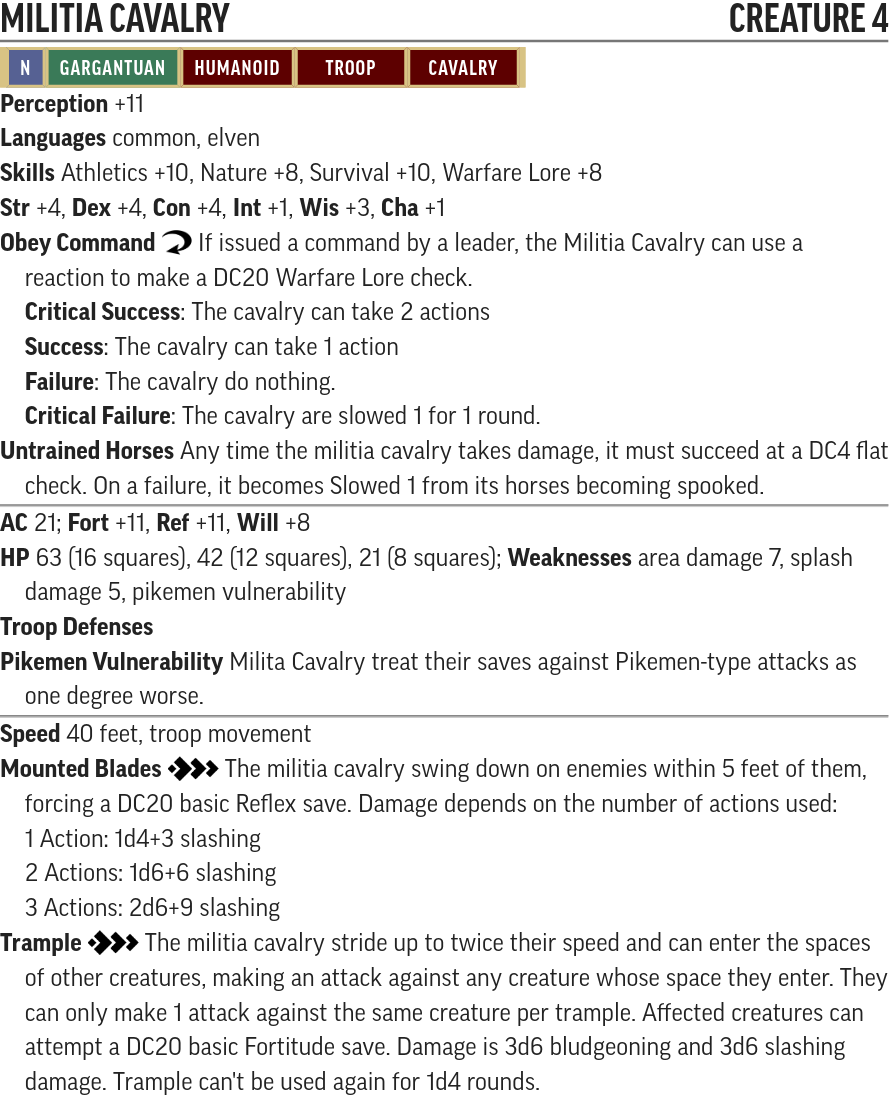 MILITIA CAVALRY CREATURE 4
N GARGANTUAN HUMANOID TROOP CAVALRY
Perception +11
Languages common, elven
Skills Athletics +10, Nature +8, Survival +10, Warfare Lore +8
Str +4, Dex +4, Con +4, Int +1, Wis +3, Cha +1
Obey Command If issued a command by a leader, the Militia Cavalry can use a
reaction to make a DC20 Warfare Lore check.
Critical Success: The cavalry can take 2 actions
Success: The cavalry can take 1 action
Failure: The cavalry do nothing.
Critical Failure: The cavalry are slowed 1 for 1 round.
Untrained Horses Any time the militia cavalry takes damage, it must succeed at a DC4 flat
check. On a failure, it becomes Slowed 1 from its horses becoming spooked.
AC 21; Fort +11, Ref +11, Will +8
HP 63 (16 squares), 42 (12 squares), 21 (8 squares); Weaknesses area damage 7, splash
damage 5, pikemen vulnerability
Troop Defenses
Pikemen Vulnerability Milita Cavalry treat their saves against Pikemen-type attacks as
one degree worse.
Speed 40 feet, troop movement
Mounted Blades The militia cavalry swing down on enemies within 5 feet of them,
forcing a DC20 basic Reflex save. Damage depends on the number of actions used:
1 Action: 1d4+3 slashing
2 Actions: 1d6+6 slashing
3 Actions: 2d6+9 slashing
Trample The militia cavalry stride up to twice their speed and can enter the spaces
of other creatures, making an attack against any creature whose space they enter. They
can only make 1 attack against the same creature per trample. Affected creatures can
attempt a DC20 basic Fortitude save. Damage is 3d6 bludgeoning and 3d6 slashing
damage. Trample can't be used again for 1d4 rounds.